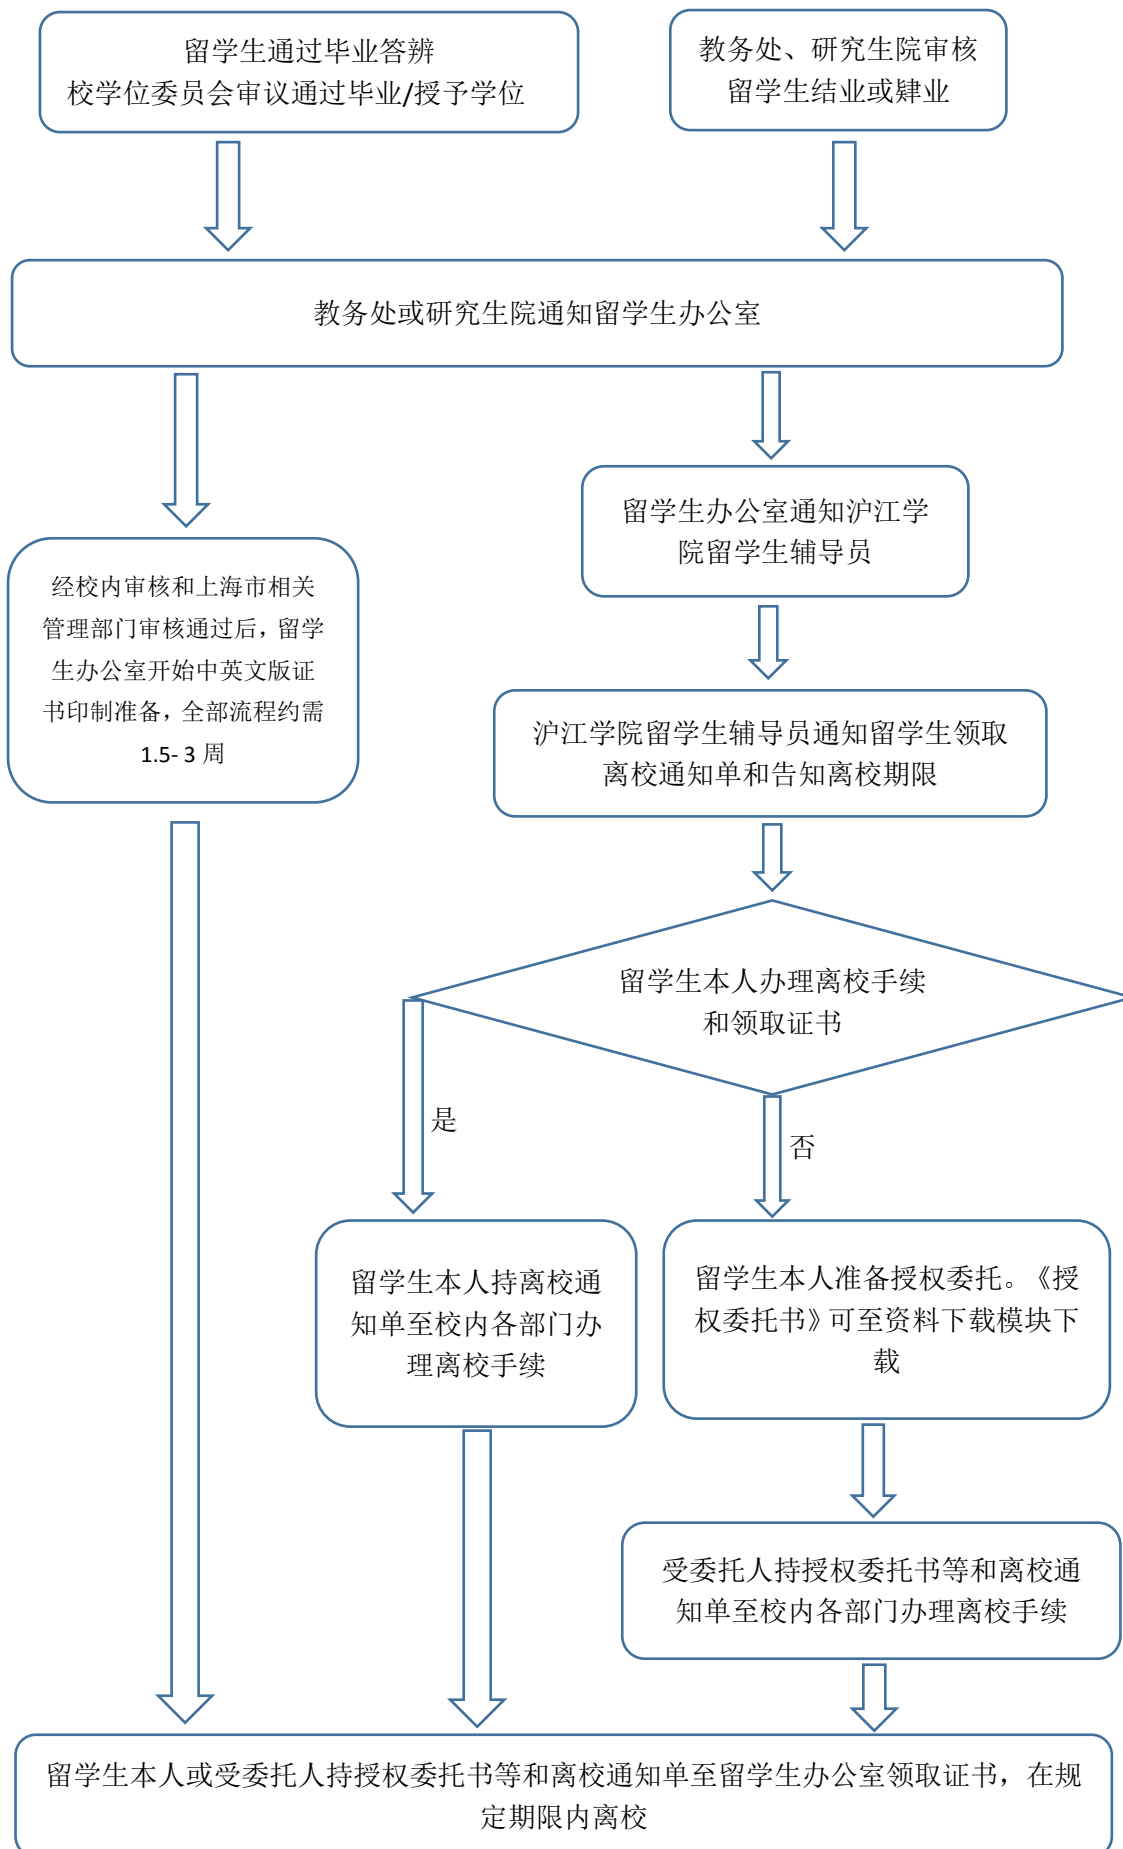 留学生通过毕业答辨
校学位委员会审议通过毕业/授予学位
教务处、研究生院审核
留学生结业或肄业
教务处或研究生院通知留学生办公室
留学生办公室通知沪江学
院留学生辅导员
经校内审核和上海市相关
管理部门审核通过后，留学
生办公室开始中英文版证
书印制准备，全部流程约需
1.5- 3 周
沪江学院留学生辅导员通知留学生领取
离校通知单和告知离校期限
留学生本人办理离校手续
和领取证书
是
否
留学生本人持离校通
知单至校内各部门办
理离校手续
留学生本人准备授权委托。《授
权委托书》可至资料下载模块下
载
受委托人持授权委托书等和离校通
知单至校内各部门办理离校手续
留学生本人或受委托人持授权委托书等和离校通知单至留学生办公室领取证书，在规
定期限内离校